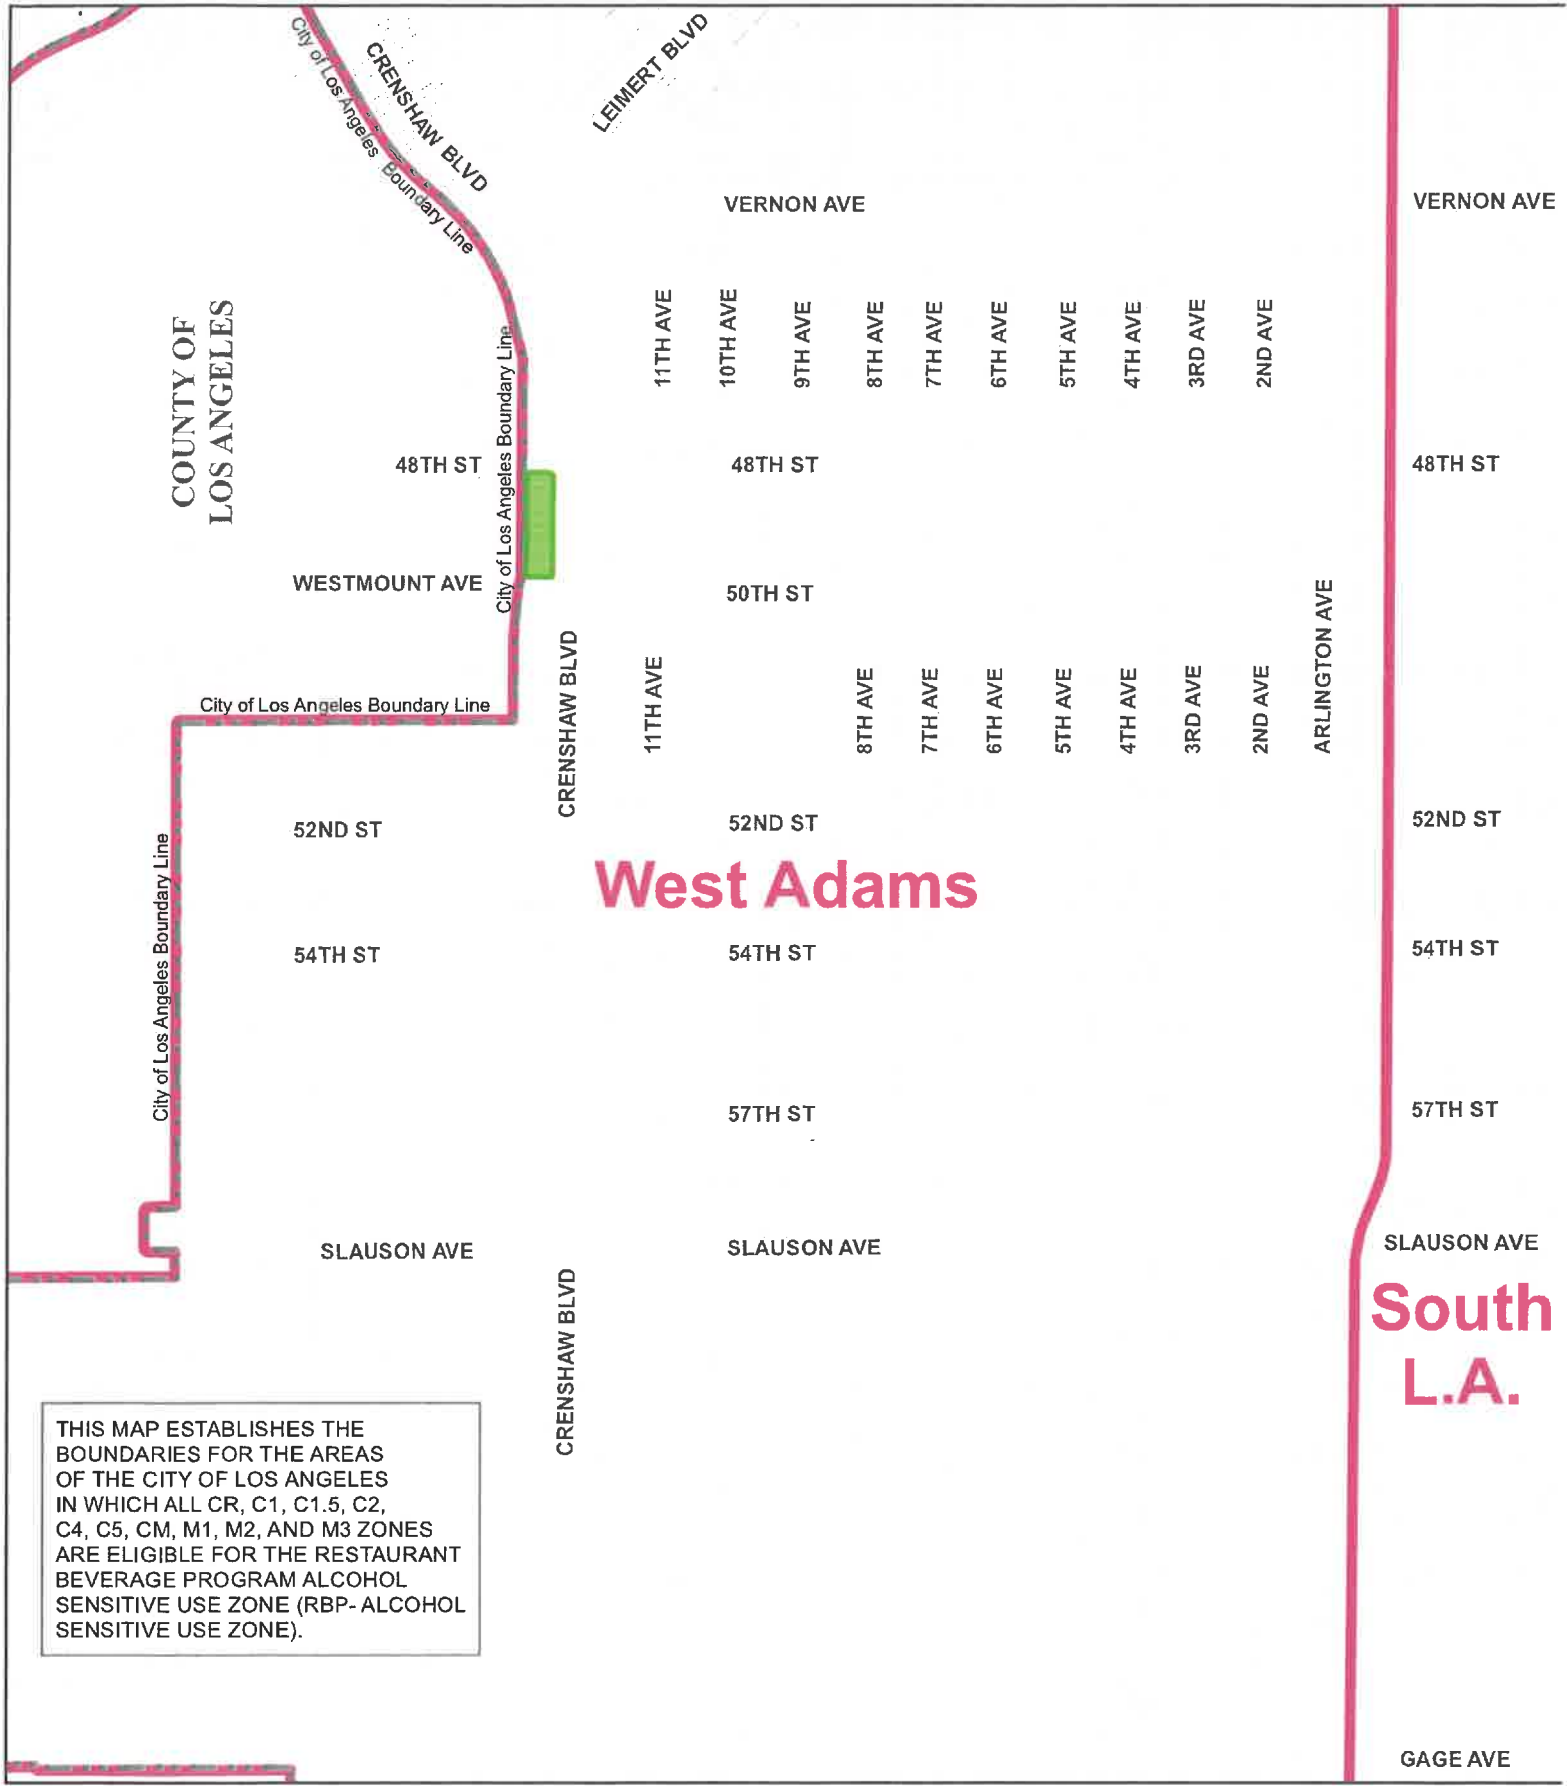 City of Los Angeles Boundary Line
CRENSHAW BLVD
LEIMERT BLVD
VERNON AVE
VERNON AVE
COUNTY OF
LOS ANGELES
11TH AVE
10TH AVE
9TH AVE
8TH AVE
7TH AVE
6TH AVE
5TH AVE
4TH AVE
3RD AVE
2ND AVE
City of Los Angeles Boundary Line
48TH ST
48TH ST
48TH ST
WESTMOUNT AVE
50TH ST
ARLINGTON AVE
City of Los Angeles Boundary Line
CRENSHAW BLVD
11TH AVE
8TH AVE
7TH AVE
6TH AVE
5TH AVE
4TH AVE
3RD AVE
2ND AVE
52ND ST
52ND ST
52ND ST
West Adams
City of Los Angeles Boundary Line
54TH ST
54TH ST
54TH ST
57TH ST
57TH ST
SLAUSON AVE
SLAUSON AVE
SLAUSON AVE
South
L.A.
CRENSHAW BLVD
THIS MAP ESTABLISHES THE
BOUNDARIES FOR THE AREAS
OF THE CITY OF LOS ANGELES
IN WHICH ALL CR, C1, C1.5, C2,
C4, C5, CM, M1, M2, AND M3 ZONES
ARE ELIGIBLE FOR THE RESTAURANT
BEVERAGE PROGRAM ALCOHOL
SENSITIVE USE ZONE (RBP- ALCOHOL
SENSITIVE USE ZONE).
GAGE AVE